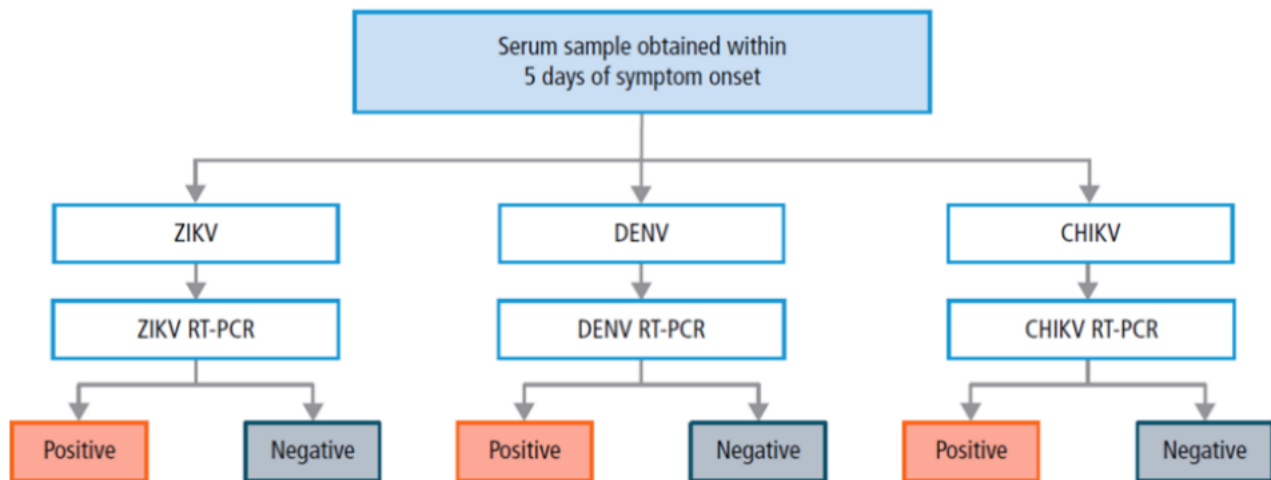 Serum sample obtained within
5 days of symptom onset
ZIKV
DENV
CHIKV
ZIKV RT-PCR
DENV RT-PCR
CHIKV RT-PCR
Positive
Negative
Positive
Negative
Positive
Negative